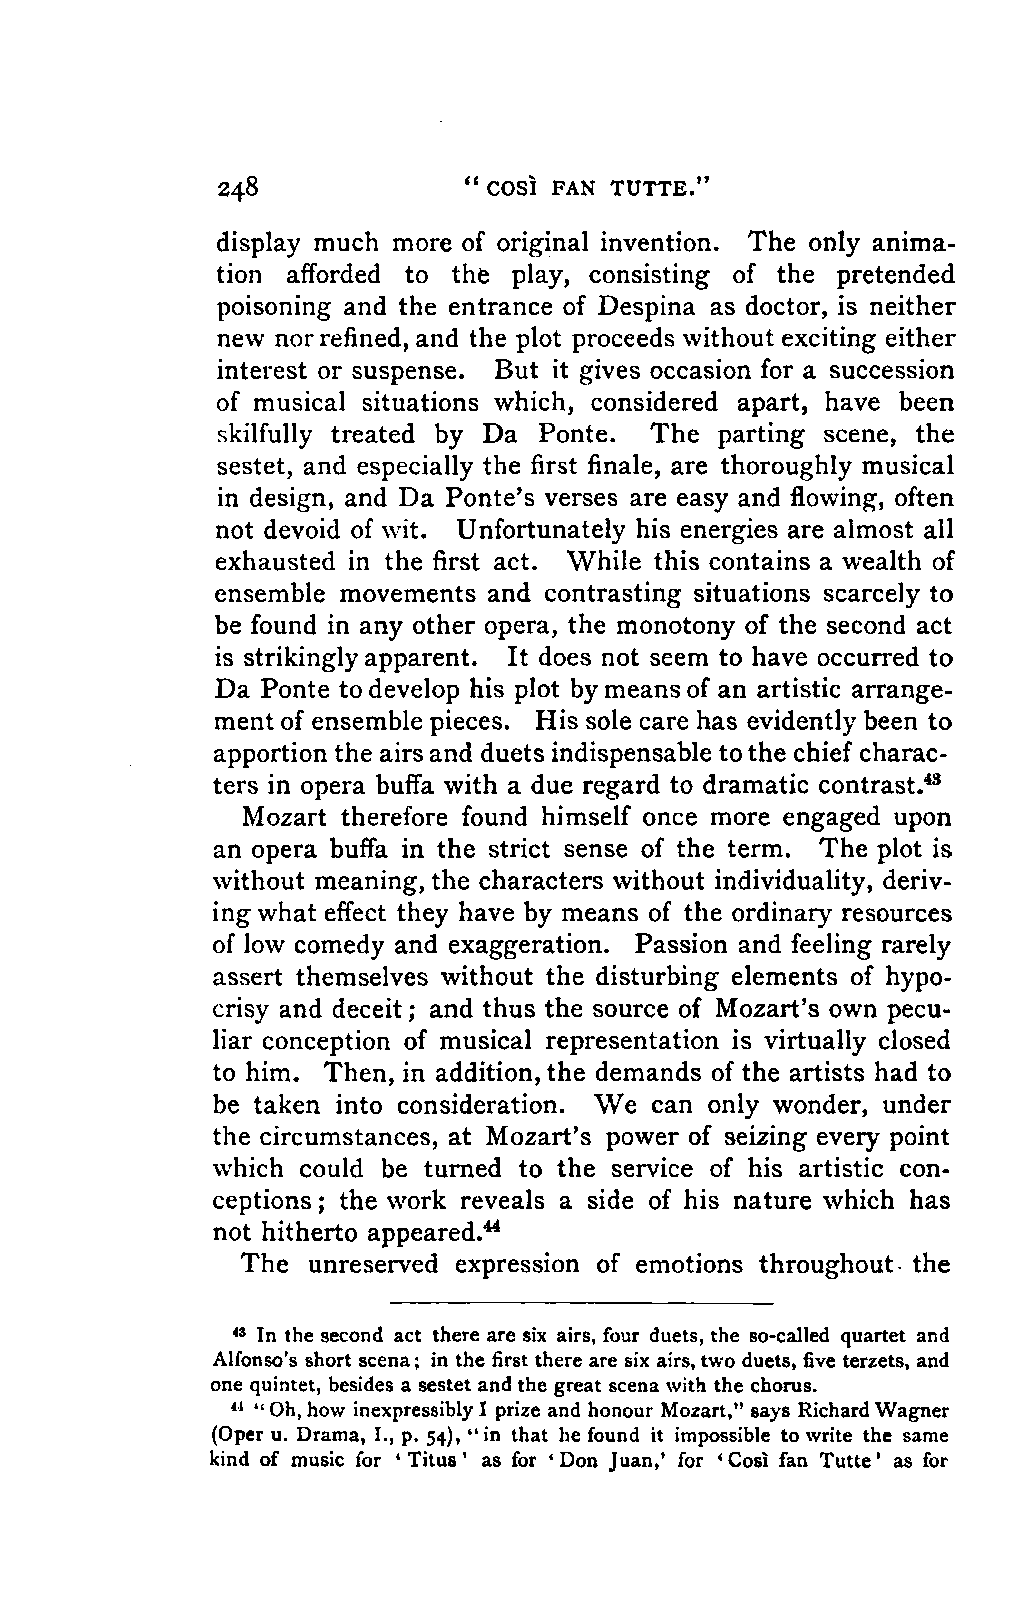 248 " COSÌ FAN TUTTE."
display much more of original invention. The only anima-
tion afforded to the play, consisting of the pretended
poisoning and the entrance of Despina as doctor, is neither
new nor refined, and the plot proceeds without exciting either
interest or suspense. But it gives occasion for a succession
of musical situations which, considered apart, have been
skilfully treated by Da Ponte. The parting scene, the
sestet, and especially the first finale, are thoroughly musical
in design, and Da Ponte's verses are easy and flowing, often
not devoid of wit. Unfortunately his energies are almost all
exhausted in the first act. While this contains a wealth of
ensemble movements and contrasting situations scarcely to
be found in any other opera, the monotony of the second act
is strikingly apparent. It does not seem to have occurred to
Da Ponte to develop his plot by means of an artistic arrange-
ment of ensemble pieces. His sole care has evidently been to
apportion the airs and duets indispensable to the chief charac-
ters in opera buffa with a due regard to dramatic contrast.⁴³
Mozart therefore found himself once more engaged upon
an opera buffa in the strict sense of the term. The plot is
without meaning, the characters without individuality, deriv-
ing what effect they have by means of the ordinary resources
of low comedy and exaggeration. Passion and feeling rarely
assert themselves without the disturbing elements of hypo-
crisy and deceit; and thus the source of Mozart's own pecu-
liar conception of musical representation is virtually closed
to him. Then, in addition, the demands of the artists had to
be taken into consideration. We can only wonder, under
the circumstances, at Mozart's power of seizing every point
which could be turned to the service of his artistic con-
ceptions; the work reveals a side of his nature which has
not hitherto appeared.⁴⁴
The unreserved expression of emotions throughout the
⁴³ In the second act there are six airs, four duets, the so-called quartet and
Alfonso's short scena; in the first there are six airs, two duets, five terzets, and
one quintet, besides a sestet and the great scena with the chorus.
⁴⁴ "Oh, how inexpressibly I prize and honour Mozart," says Richard Wagner
(Oper u. Drama, I., p. 54), "in that he found it impossible to write the same
kind of music for 'Titus' as for 'Don Juan,' for 'Così fan Tutte' as for